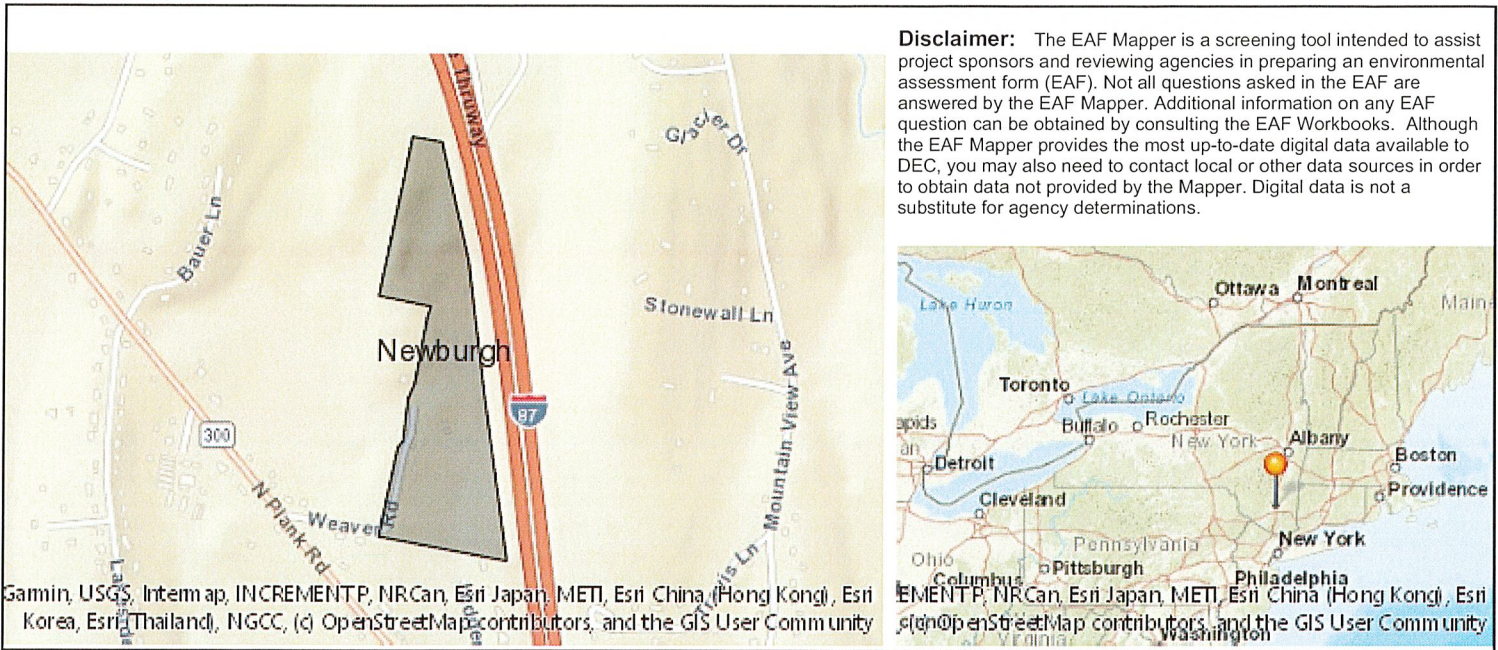 Disclaimer: The EAF Mapper is a screening tool intended to assist
project sponsors and reviewing agencies in preparing an environmental
assessment form (EAF). Not all questions asked in the EAF are
answered by the EAF Mapper. Additional information on any EAF
question can be obtained by consulting the EAF Workbooks. Although
the EAF Mapper provides the most up-to-date digital data available to
DEC, you may also need to contact local or other data sources in order
to obtain data not provided by the Mapper. Digital data is not a
substitute for agency determinations.
Thruway
Glacier Dr
Bauer Ln
Stonewall Ln
Newburgh
Mountain View Ave
87
300
N Plank Rd
Weaver Rd
Travis Ln
Garmin, USGS, Intermap, INCREMENT P, NRCan, Esri Japan, METI, Esri China (Hong Kong), Esri
Korea, Esri (Thailand), NGCC, (c) OpenStreetMap contributors, and the GIS User Community
Ottawa
Montreal
Maine
Lake Huron
Toronto
Lake Ontario
apids
Buffalo
Rochester
New York
Albany
an
Detroit
Boston
Providence
Cleveland
New York
Pennsylvania
Ohio
Pittsburgh
Columbus
Philadelphia
EMENT P, NRCan, Esri Japan, METI, Esri China (Hong Kong), Esri
(c) OpenStreetMap contributors, and the GIS User Community
Virginia
Washington